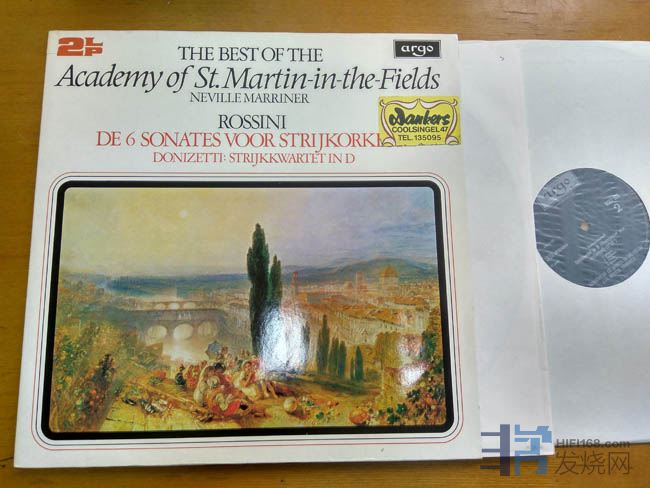 2LP
THE BEST OF THE
argo
Academy of St. Martin-in-the-Fields
NEVILLE MARRINER
ROSSINI
DE 6 SONATES VOOR STRIJKORK
DONIZETTI: STRIJKKWARTET IN D
Dankers
COOLSINGEL 47
TEL. 135095
argo
HIFI168.com
发烧网